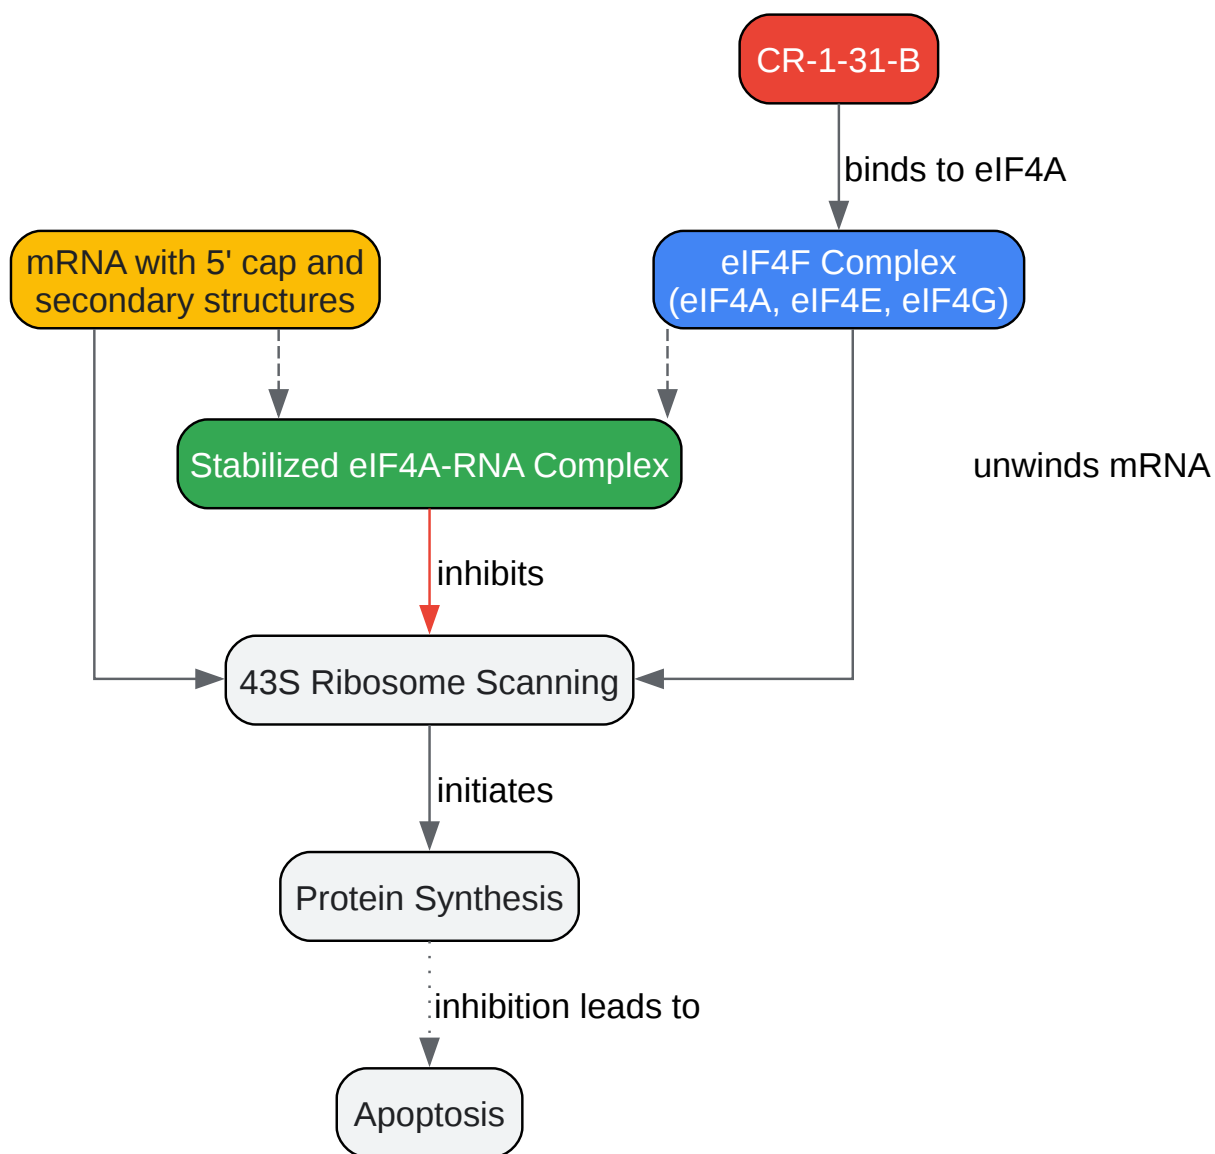 CR-1-31-B
binds to eIF4A
mRNA with 5' cap and
secondary structures
eIF4F Complex
(eIF4A, eIF4E, eIF4G)
Stabilized eIF4A-RNA Complex
unwinds mRNA
inhibits
43S Ribosome Scanning
initiates
Protein Synthesis
inhibition leads to
Apoptosis